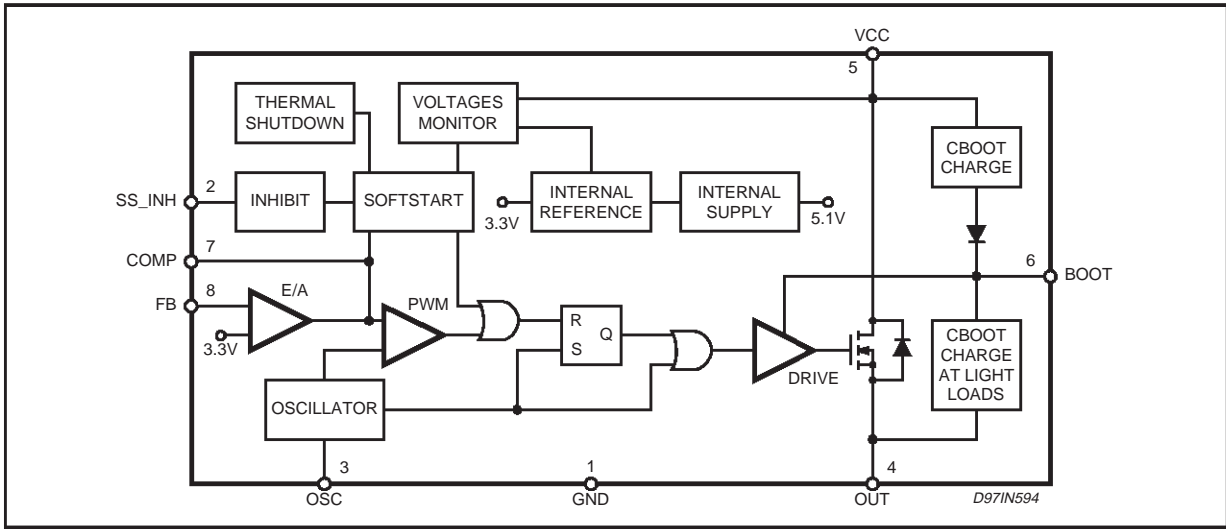 VCC
5
THERMAL
SHUTDOWN
VOLTAGES
MONITOR
CBOOT
CHARGE
SS_INH
2
INHIBIT
SOFTSTART
3.3V
INTERNAL
REFERENCE
INTERNAL
SUPPLY
5.1V
COMP
7
6
BOOT
FB
8
E/A
3.3V
PWM
R
S
Q
DRIVE
CBOOT
CHARGE
AT LIGHT
LOADS
OSCILLATOR
3
OSC
1
GND
4
OUT
D97IN594